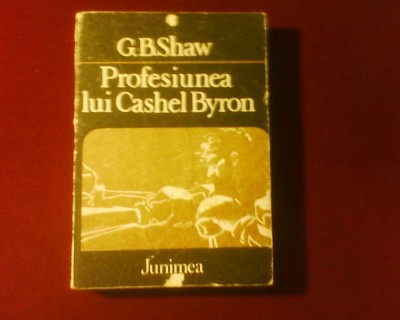 G.B.Shaw
Profesiunea
lui Cashel Byron
Junimea